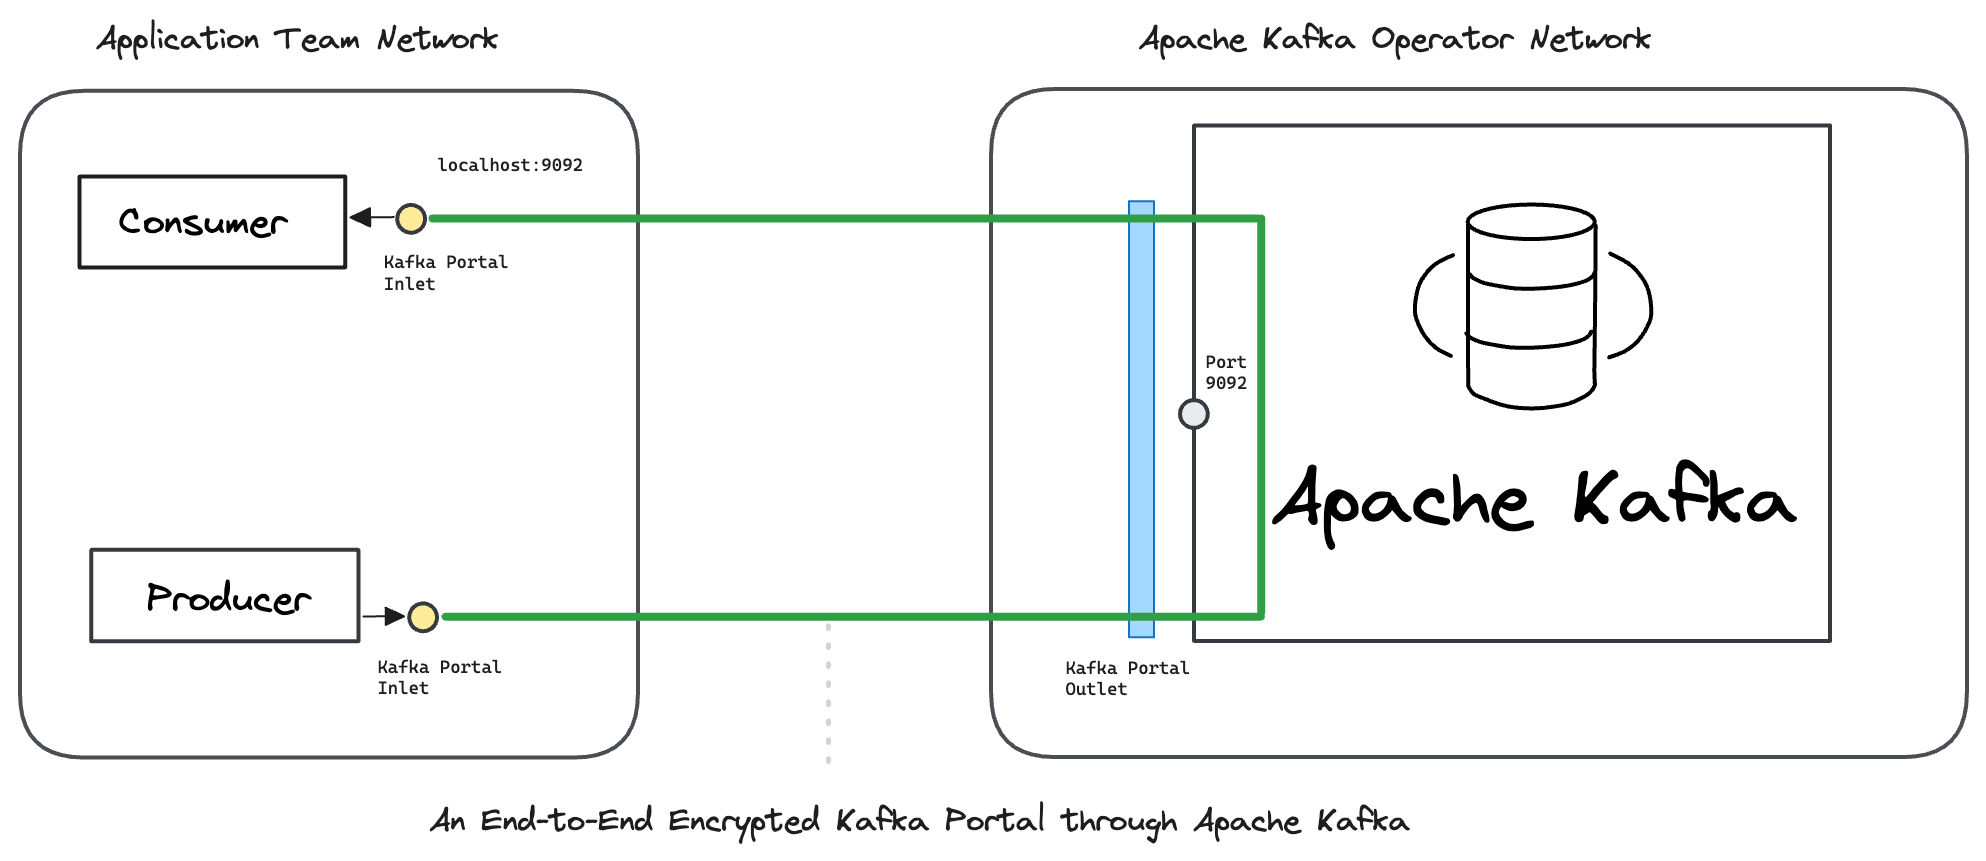 Application Team Network
Apache Kafka Operator Network
localhost:9092
Consumer
Kafka Portal
Inlet
Port
9092
Apache Kafka
Producer
Kafka Portal
Inlet
Kafka Portal
Outlet
An End-to-End Encrypted Kafka Portal through Apache Kafka